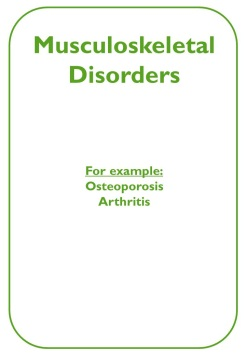 Musculoskeletal
Disorders
For example:
Osteoporosis
Arthritis